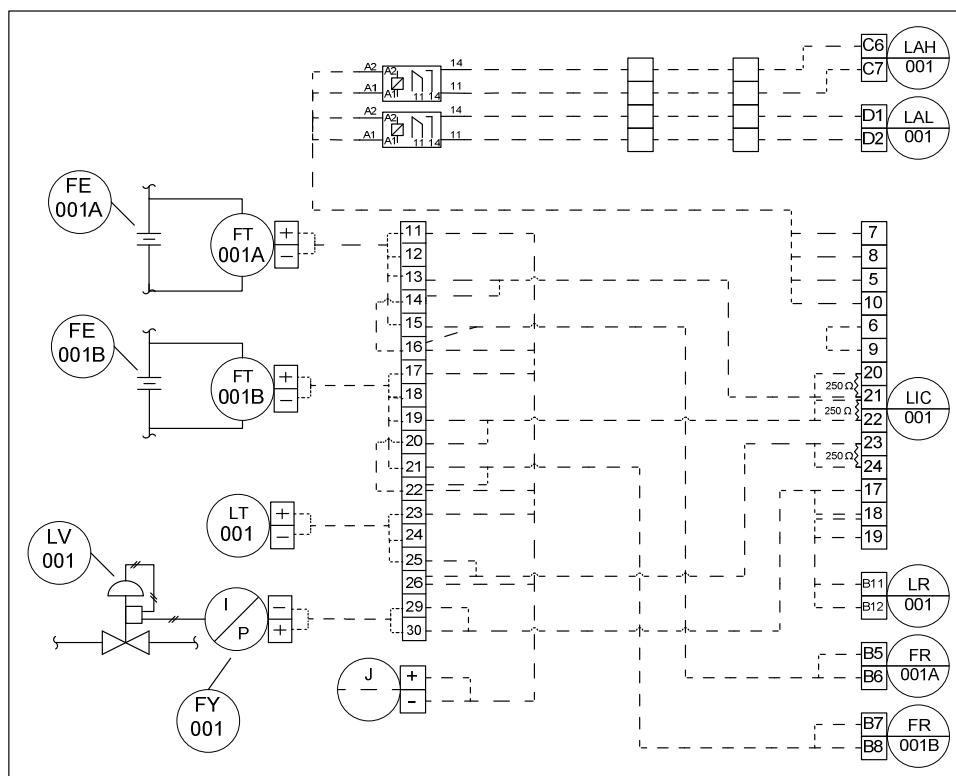 A2
A2
14
C6
LAH
A1
A1
11 14
11
C7
001
A2
A2
14
D1
LAL
A1
A1
11 14
11
D2
001
FE
001A
FT
001A
+
−
FE
001B
FT
001B
+
−
LT
001
+
−
LV
001
I
P
−
+
FY
001
J
+
-
11
12
13
14
15
16
17
18
19
20
21
22
23
24
25
26
29
30
7
8
5
10
6
9
20
250 Ω
21
250 Ω
22
23
250 Ω
24
17
18
19
LIC
001
B11
B12
LR
001
B5
B6
FR
001A
B7
B8
FR
001B